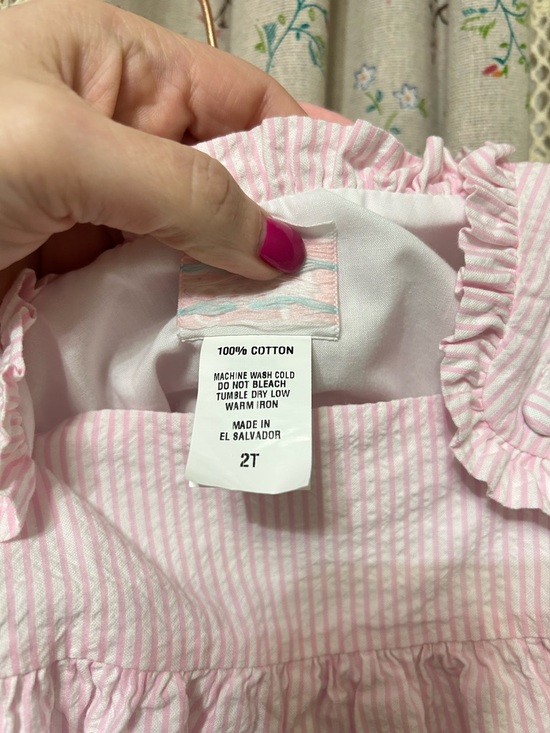 100% COTTON
MACHINE WASH COLD
DO NOT BLEACH
TUMBLE DRY LOW
WARM IRON
MADE IN
EL SALVADOR
2T